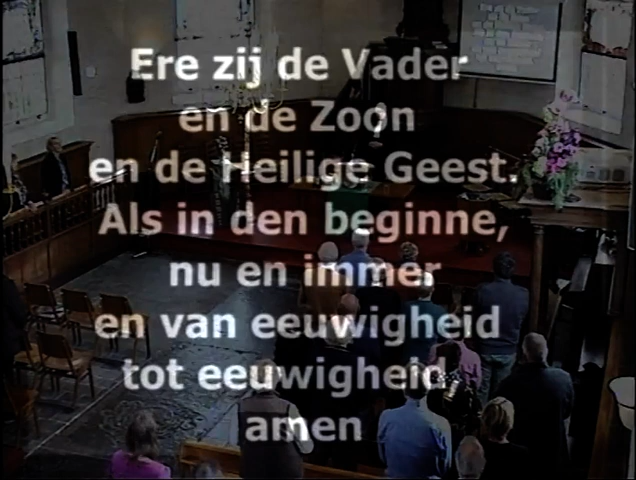 Ere zij de Vader
en de Zoon
en de Heilige Geest.
Als in den beginne,
nu en immer
en van eeuwigheid
tot eeuwigheid,
amen